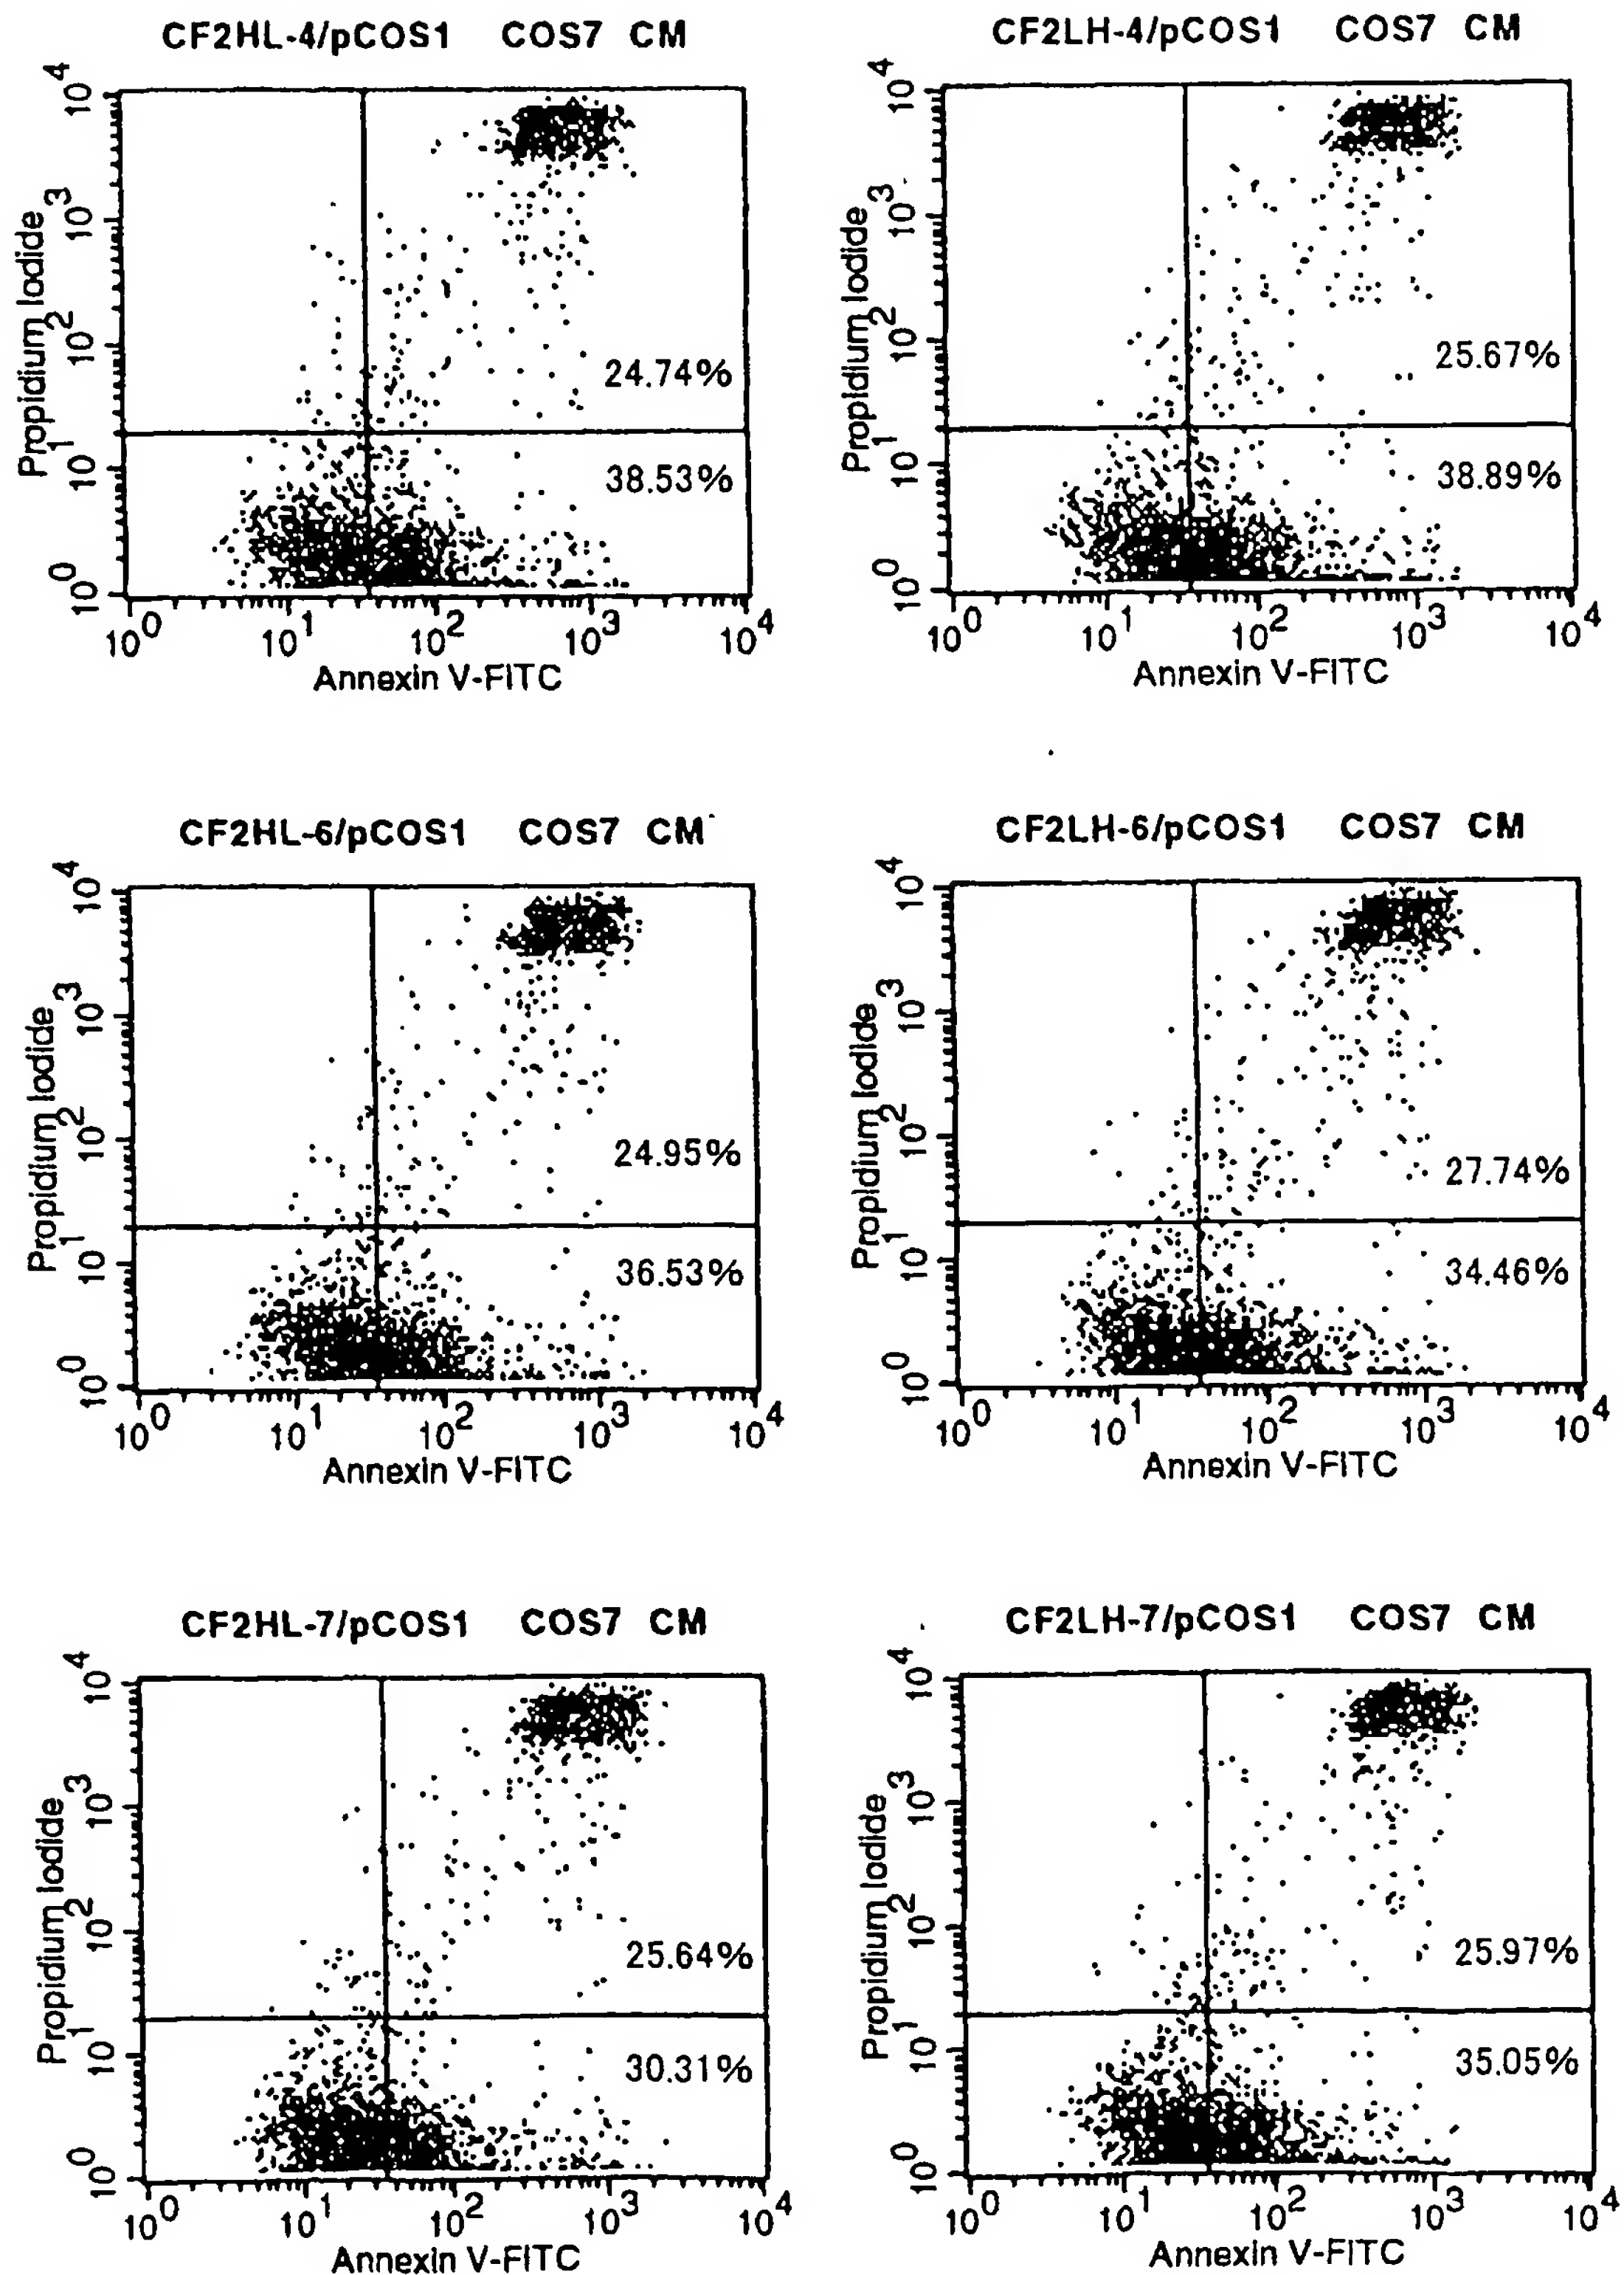 CF2HL-4/pCOS1 COS7 CM
10^4
10^3
10^2
10^1
10^0
Propidium Iodide
24.74%
38.53%
10^0 10^1 10^2 10^3 10^4
Annexin V-FITC
CF2LH-4/pCOS1 COS7 CM
10^4
10^3
10^2
10^1
10^0
Propidium Iodide
25.67%
38.89%
10^0 10^1 10^2 10^3 10^4
Annexin V-FITC
CF2HL-6/pCOS1 COS7 CM
10^4
10^3
10^2
10^1
10^0
Propidium Iodide
24.95%
36.53%
10^0 10^1 10^2 10^3 10^4
Annexin V-FITC
CF2LH-6/pCOS1 COS7 CM
10^4
10^3
10^2
10^1
10^0
Propidium Iodide
27.74%
34.46%
10^0 10^1 10^2 10^3 10^4
Annexin V-FITC
CF2HL-7/pCOS1 COS7 CM
10^4
10^3
10^2
10^1
10^0
Propidium Iodide
25.64%
30.31%
10^0 10^1 10^2 10^3 10^4
Annexin V-FITC
CF2LH-7/pCOS1 COS7 CM
10^4
10^3
10^2
10^1
10^0
Propidium Iodide
25.97%
35.05%
10^0 10^1 10^2 10^3 10^4
Annexin V-FITC